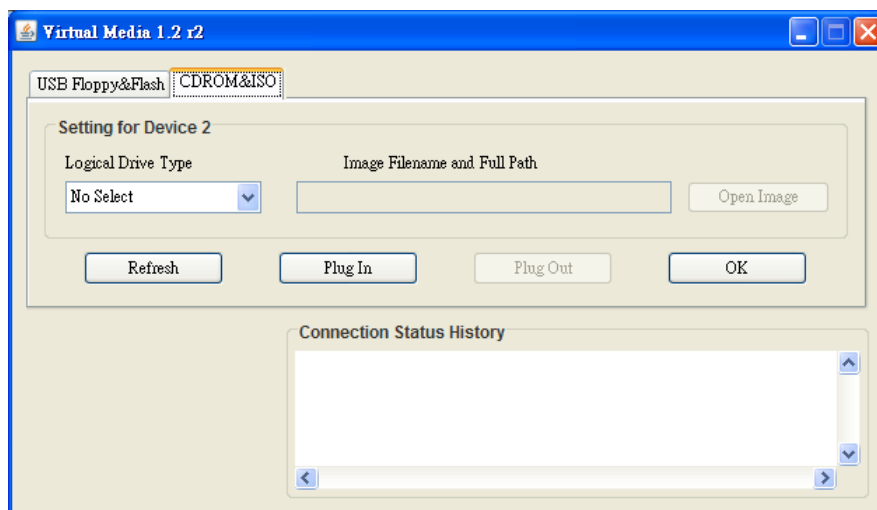 Virtual Media 1.2 r2
USB Floppy&Flash CDROM&ISO
Setting for Device 2
Logical Drive Type Image Filename and Full Path
No Select Open Image
Refresh Plug In Plug Out OK
Connection Status History